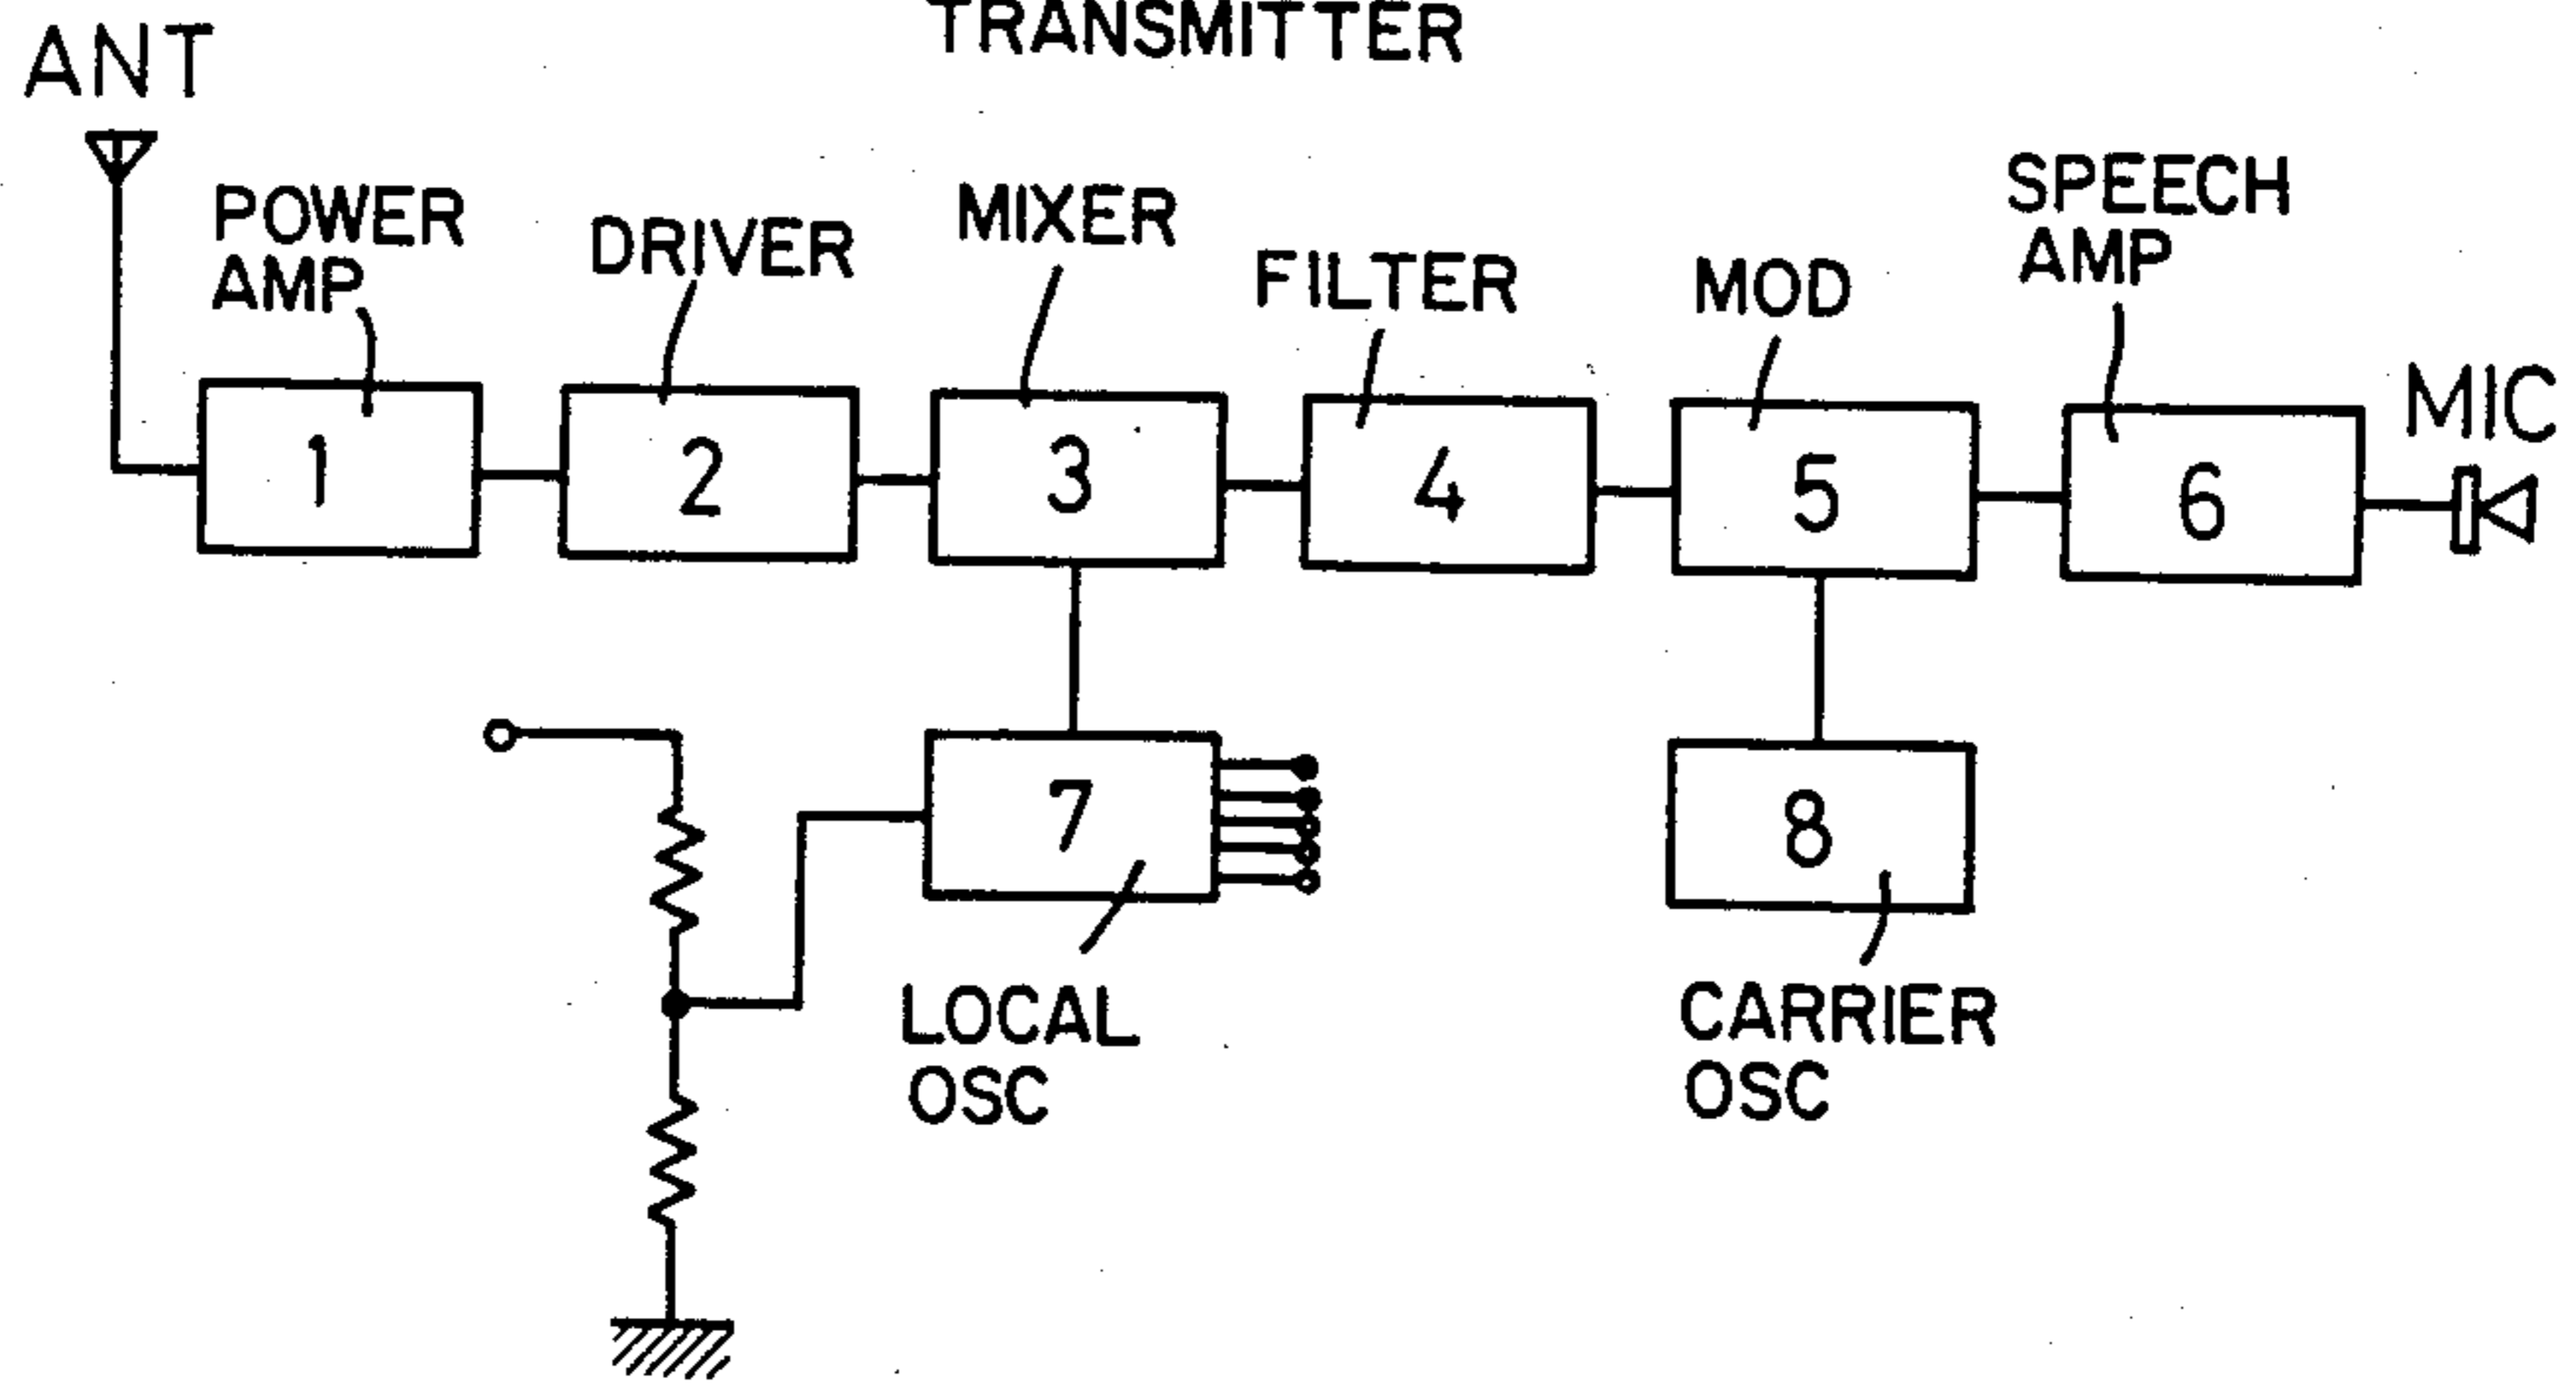 TRANSMITTER
ANT
POWER
AMP
DRIVER
MIXER
FILTER
MOD
SPEECH
AMP
MIC
1
2
3
4
5
6
7
8
LOCAL
OSC
CARRIER
OSC